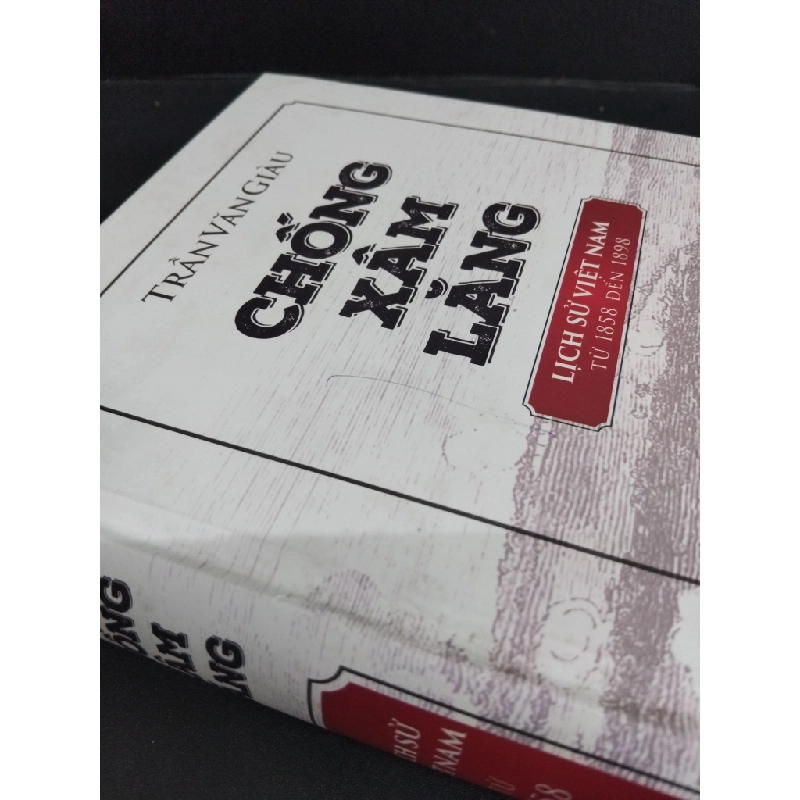 TRẦN VĂN GIÀU
CHỐNG
XÂM
LĂNG
LỊCH SỬ VIỆT NAM
TỪ 1858 ĐẾN 1898